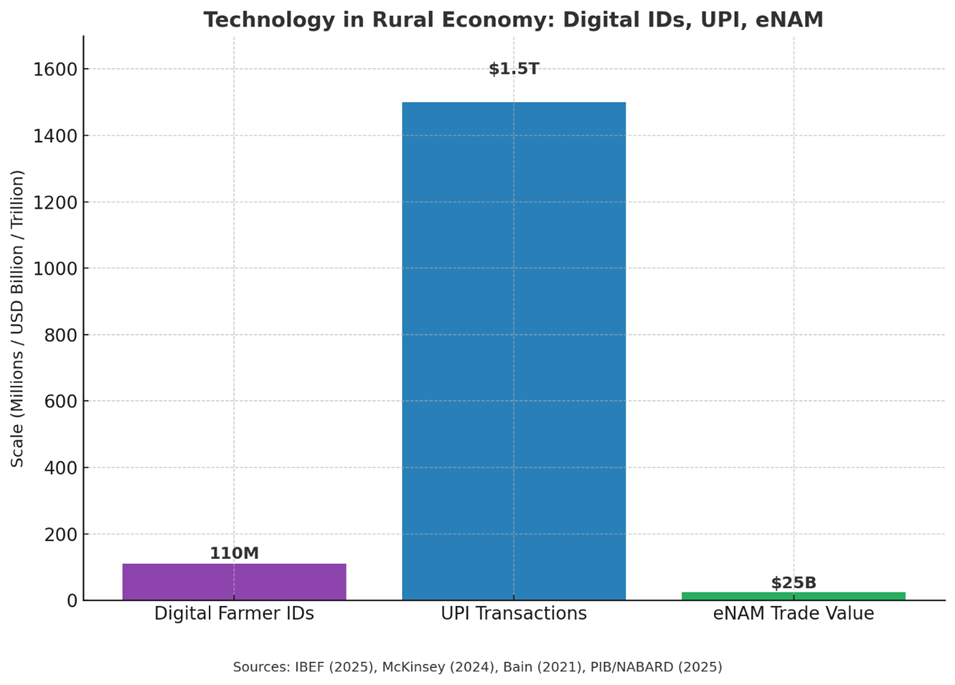 Technology in Rural Economy: Digital IDs, UPI, eNAM
Scale (Millions / USD Billion / Trillion)
1600
1400
1200
1000
800
600
400
200
0
$1.5T
110M
$25B
Digital Farmer IDs
UPI Transactions
eNAM Trade Value
Sources: IBEF (2025), McKinsey (2024), Bain (2021), PIB/NABARD (2025)